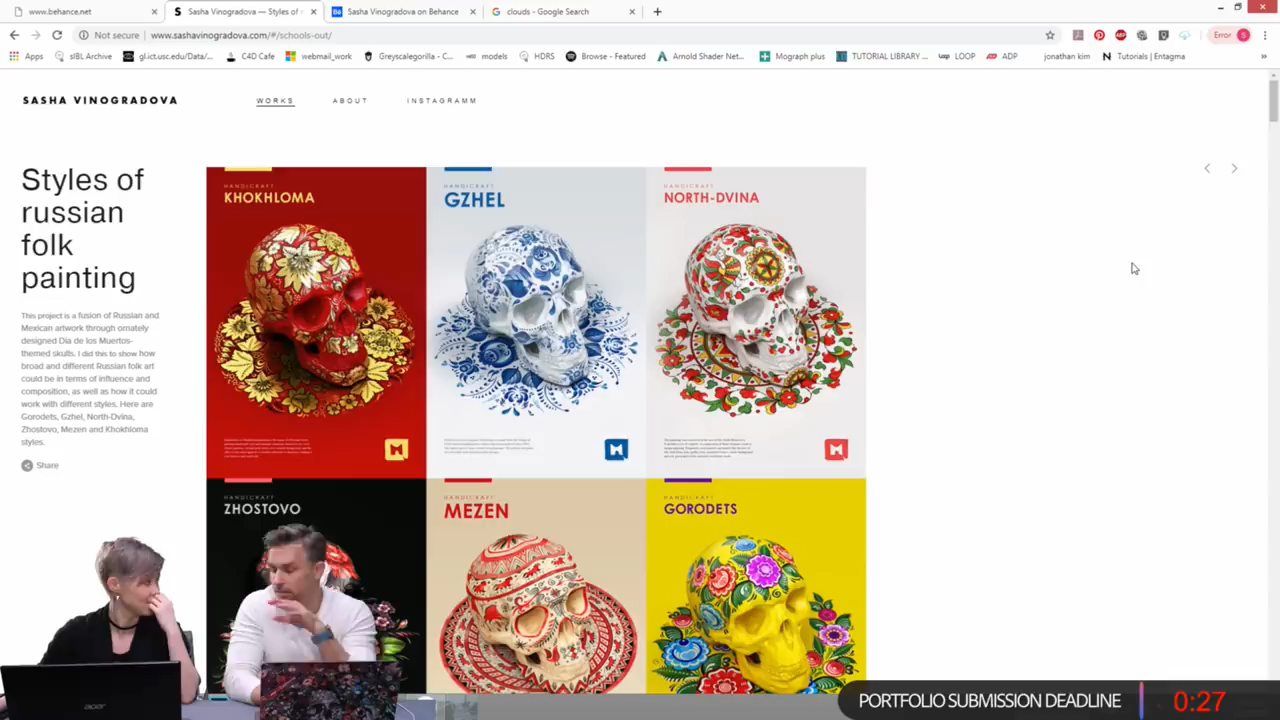 www.behance.net
Sasha Vinogradova — Styles of r
Sasha Vinogradova on Behance
clouds - Google Search
Not secure
www.sashavinogradova.com/#/schools-out/
Error
S
Apps
sIBL Archive
gl.ict.usc.edu/Data/...
C4D Cafe
webmail_work
Greyscalegorilla - C...
models
HDRS
Browse - Featured
Arnold Shader Net...
Mograph plus
TUTORIAL LIBRARY ...
LOOP
ADP
jonathan kim
Tutorials | Entagma
SASHA VINOGRADOVA
WORKS
ABOUT
INSTAGRAMM
Styles of
russian
folk
painting
This project is a fusion of Russian and
Mexican artwork through ornately
designed Dia de los Muertos-
themed skulls. I did this to show how
broad and different Russian folk art
could be in terms of influence and
composition, as well as how it could
work with different styles. Here are
Gorodets, Gzhel, North-Dvina,
Zhostovo, Mezen and Khokhloma
styles.
Share
HANDICRAFT
KHOKHLOMA
HANDICRAFT
GZHEL
HANDICRAFT
NORTH-DVINA
HANDICRAFT
ZHOSTOVO
HANDICRAFT
MEZEN
HANDICRAFT
GORODETS
acer
PORTFOLIO SUBMISSION DEADLINE
0:27